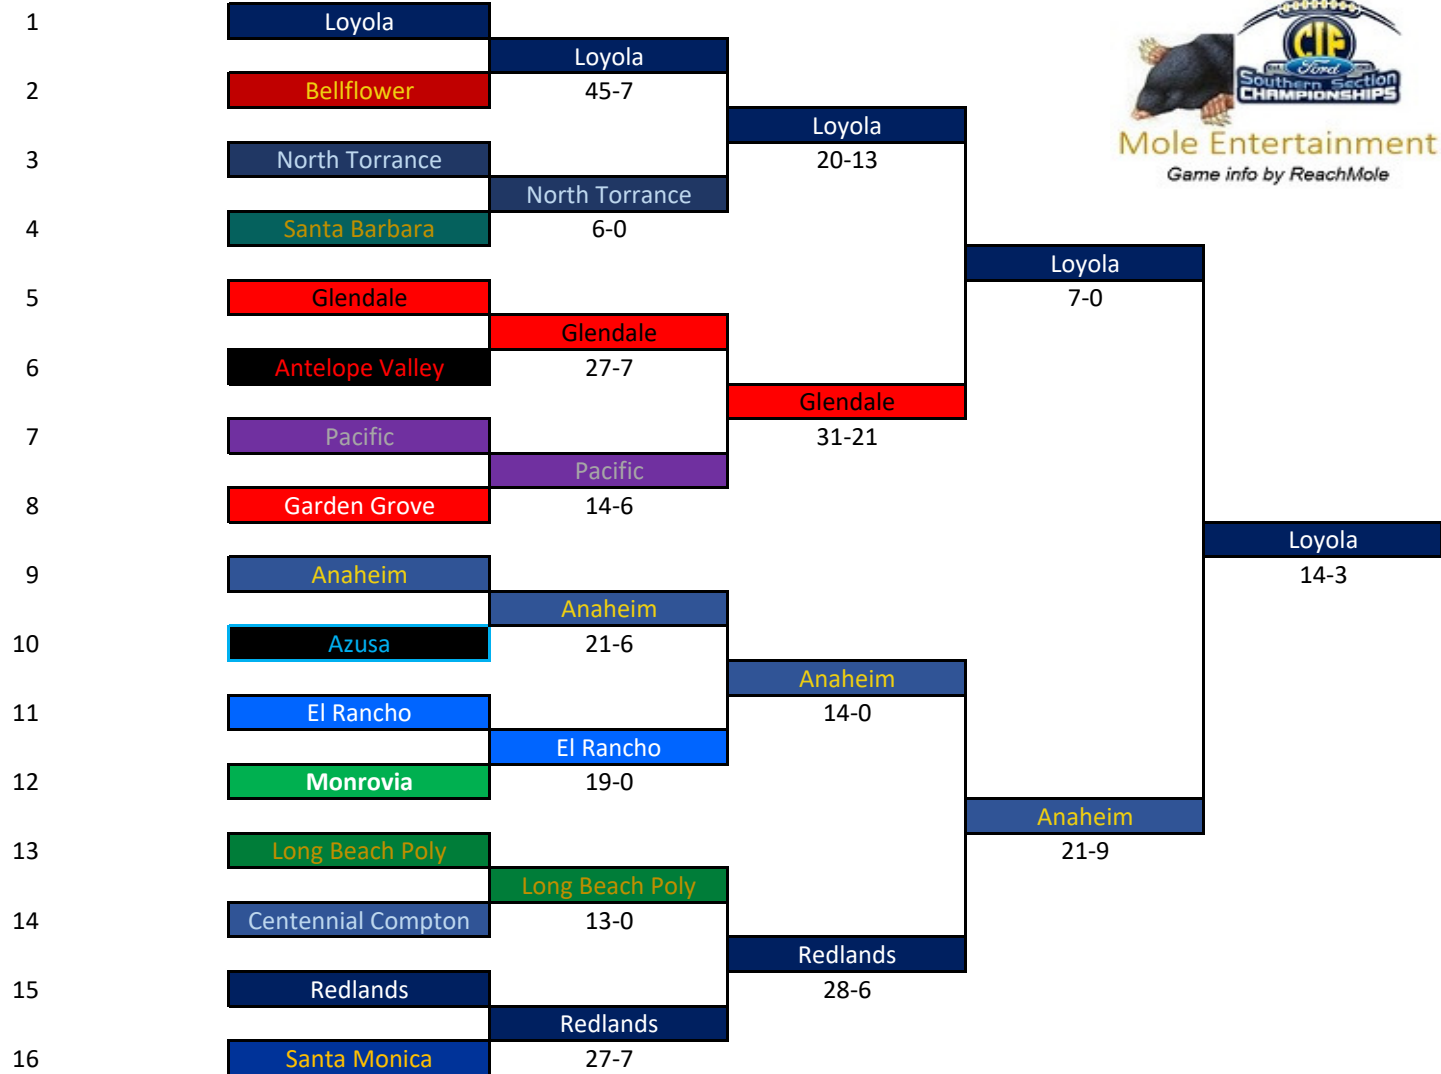 1
Loyola
Loyola
2
Bellflower
45-7
Loyola
3
North Torrance
20-13
North Torrance
4
Santa Barbara
6-0
Loyola
5
Glendale
7-0
Glendale
6
Antelope Valley
27-7
Glendale
7
Pacific
31-21
Pacific
8
Garden Grove
14-6
Loyola
9
Anaheim
14-3
Anaheim
10
Azusa
21-6
Anaheim
11
El Rancho
14-0
El Rancho
12
Monrovia
19-0
Anaheim
13
Long Beach Poly
21-9
Long Beach Poly
14
Centennial Compton
13-0
Redlands
15
Redlands
28-6
Redlands
16
Santa Monica
27-7
CIF
Ford
Southern Section
CHAMPIONSHIPS
Mole Entertainment
Game info by ReachMole